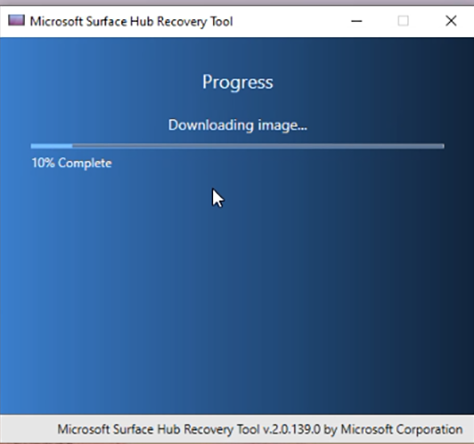 Microsoft Surface Hub Recovery Tool
Progress
Downloading image...
10% Complete
Microsoft Surface Hub Recovery Tool v.2.0.139.0 by Microsoft Corporation